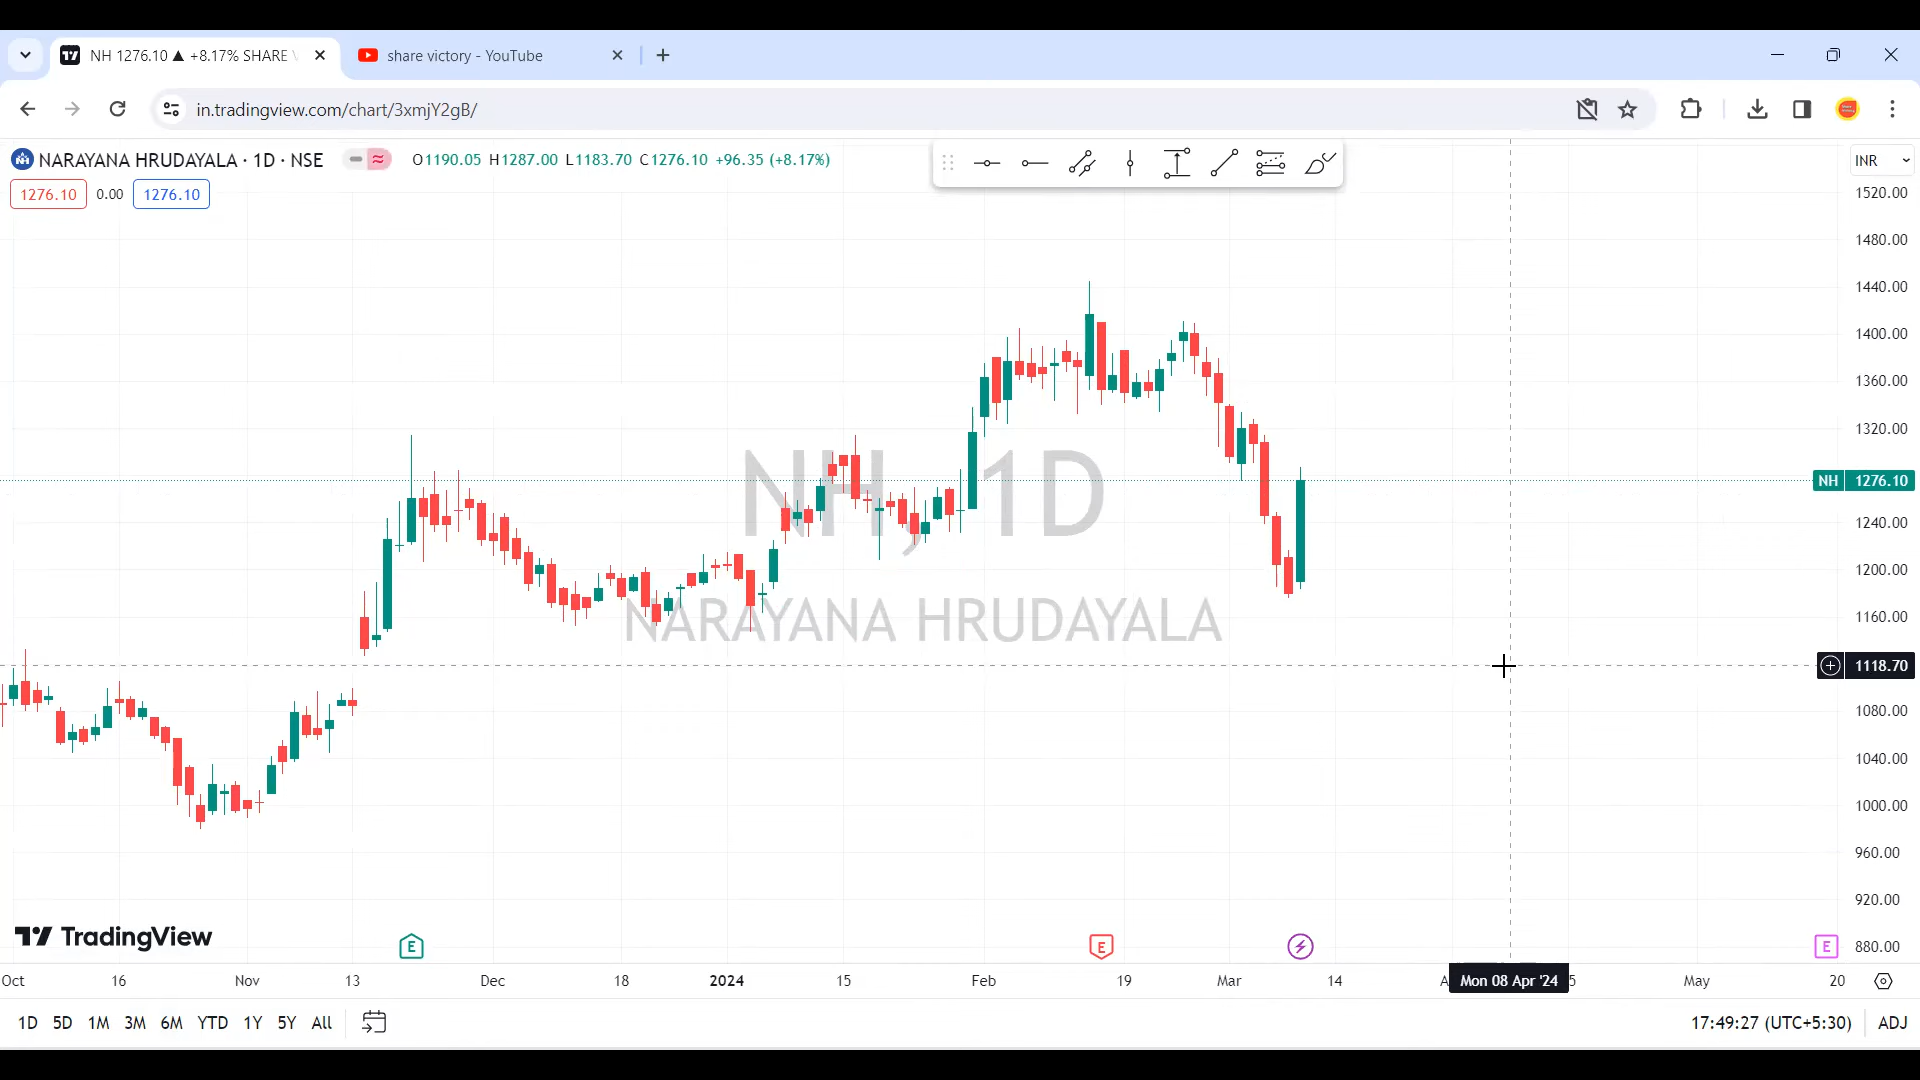 NH 1276.10 ▲ +8.17% SHARE
share victory - YouTube
in.tradingview.com/chart/3xmjY2gB/
NARAYANA HRUDAYALA · 1D · NSE
O1190.05 H1287.00 L1183.70 C1276.10 +96.35 (+8.17%)
INR
1276.10 0.00 1276.10
1520.00
1480.00
1440.00
1400.00
1360.00
1320.00
NH 1276.10
1240.00
1200.00
1160.00
1118.70
1080.00
1040.00
1000.00
960.00
920.00
880.00
NH, 1D
NARAYANA HRUDAYALA
TradingView
E
E
E
Oct 16 Nov 13 Dec 18 2024 15 Feb 19 Mar 14 Mon 08 Apr '24 May 20
1D 5D 1M 3M 6M YTD 1Y 5Y All
17:49:27 (UTC+5:30) ADJ